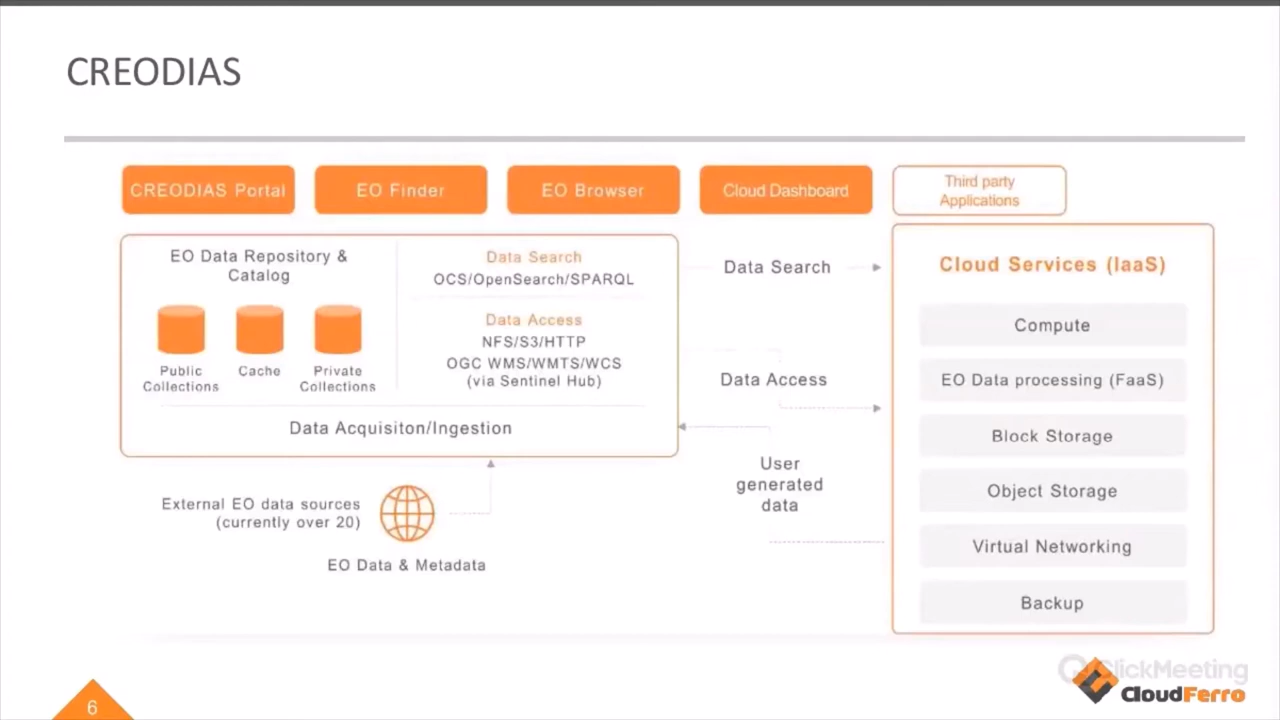 CREODIAS
CREODIAS Portal
EO Finder
EO Browser
Cloud Dashboard
Third party
Applications
EO Data Repository &
Catalog
Public
Collections
Cache
Private
Collections
Data Search
OCS/OpenSearch/SPARQL
Data Access
NFS/S3/HTTP
OGC WMS/WMTS/WCS
(via Sentinel Hub)
Data Acquisiton/Ingestion
External EO data sources
(currently over 20)
EO Data & Metadata
Data Search
Data Access
User
generated
data
Cloud Services (IaaS)
Compute
EO Data processing (FaaS)
Block Storage
Object Storage
Virtual Networking
Backup
6
ClickMeeting
CloudFerro